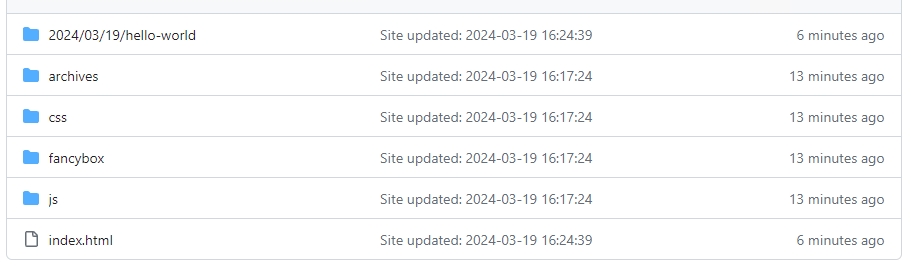 2024/03/19/hello-world Site updated: 2024-03-19 16:24:39 6 minutes ago
archives Site updated: 2024-03-19 16:17:24 13 minutes ago
css Site updated: 2024-03-19 16:17:24 13 minutes ago
fancybox Site updated: 2024-03-19 16:17:24 13 minutes ago
js Site updated: 2024-03-19 16:17:24 13 minutes ago
index.html Site updated: 2024-03-19 16:24:39 6 minutes ago